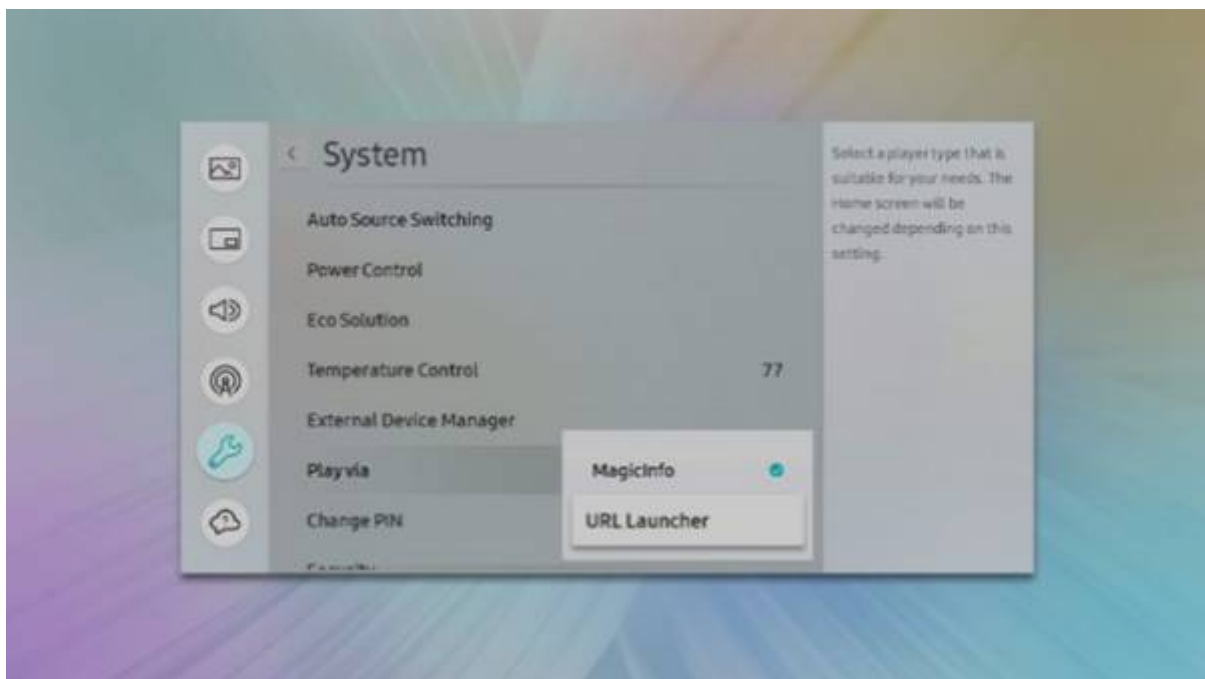 System
Auto Source Switching
Power Control
Eco Solution
Temperature Control 77
External Device Manager
Play via
MagicInfo
Change PIN
URL Launcher
Security
Select a player type that is
suitable for your needs. The
Home screen will be
changed depending on this
setting.